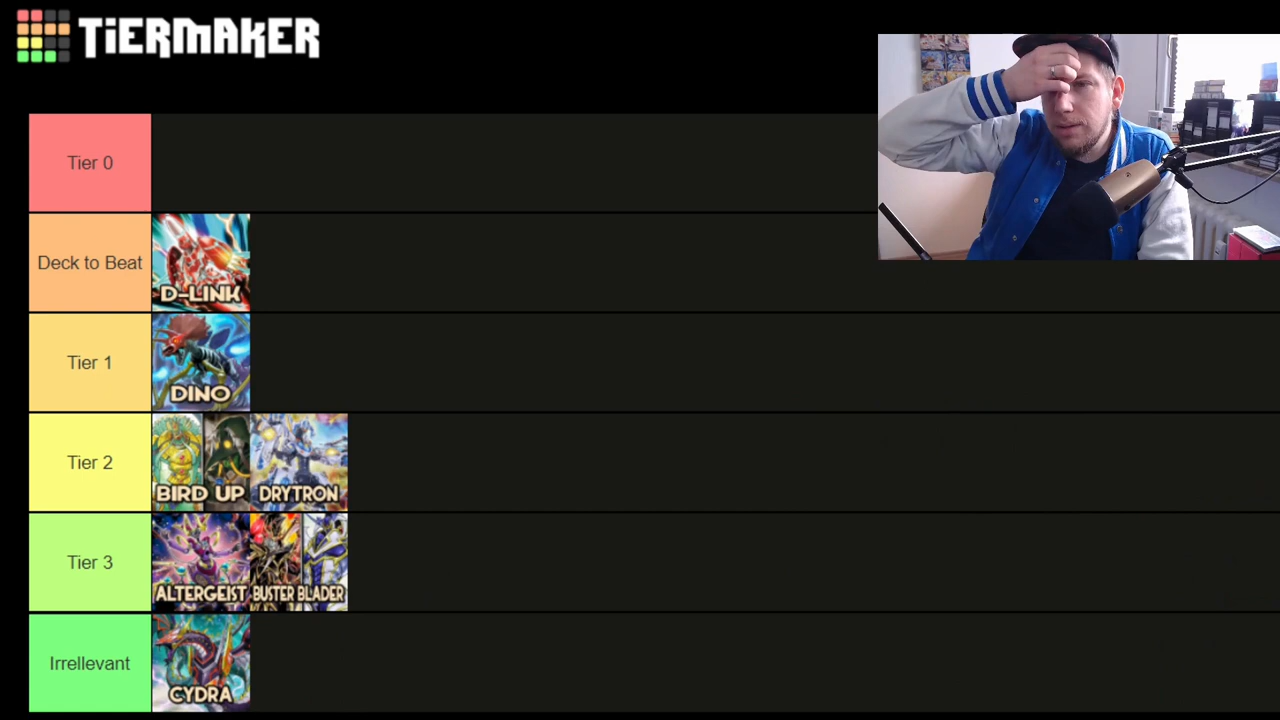 TiERMAKER
Tier 0
Deck to Beat
D-LINK
Tier 1
DINO
Tier 2
BIRD UP
DRYTRON
Tier 3
ALTERGEIST
BUSTER BLADER
Irrellevant
CYDRA